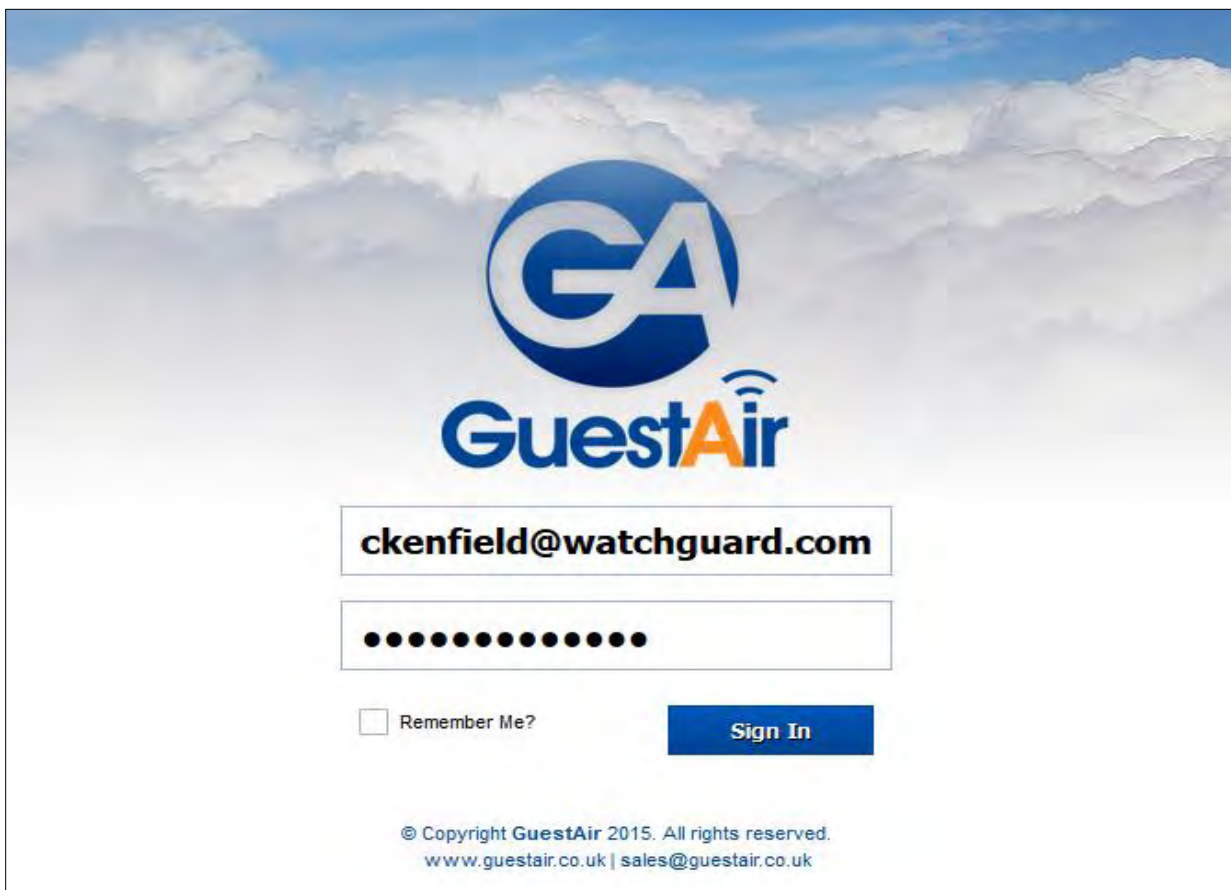 GA
GuestAir
ckenfield@watchguard.com
●●●●●●●●●●●●●
Remember Me?
Sign In
© Copyright GuestAir 2015. All rights reserved.
www.guestair.co.uk | sales@guestair.co.uk